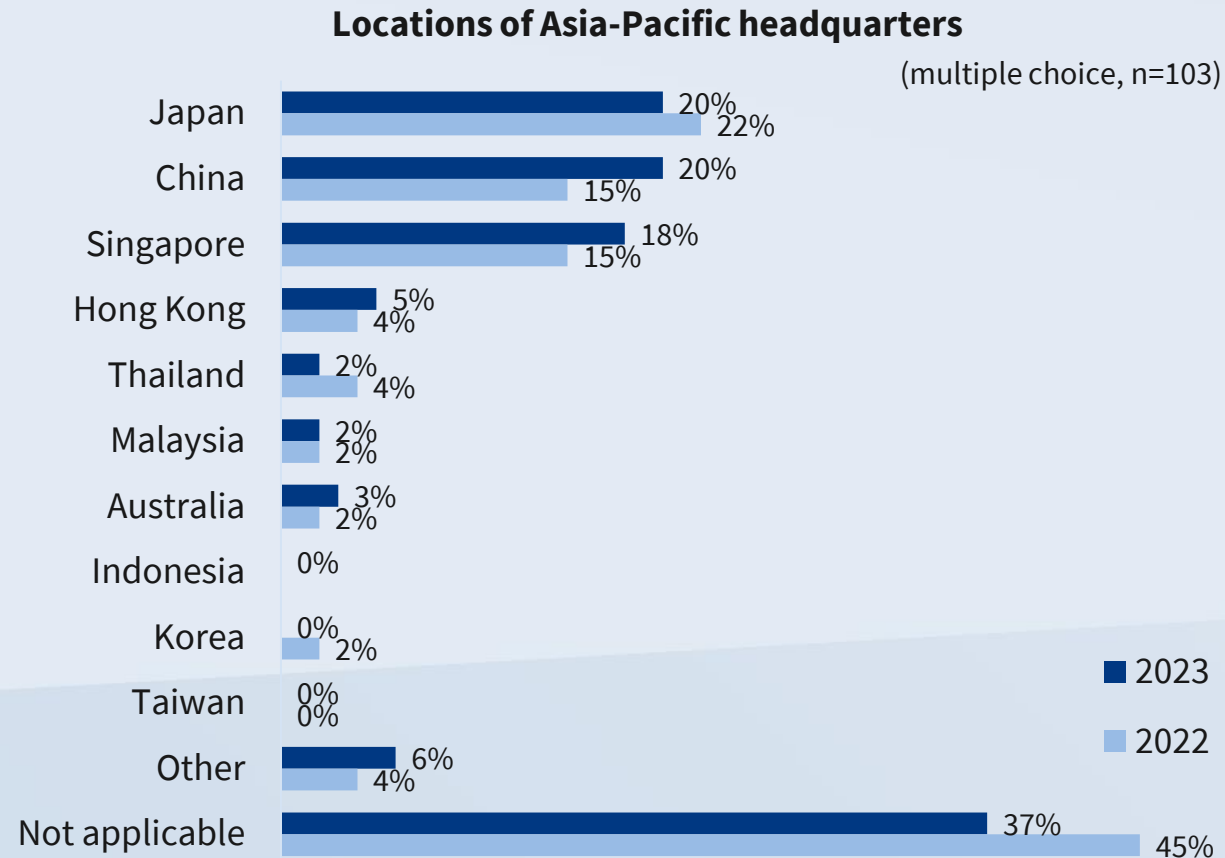 Locations of Asia-Pacific headquarters
(multiple choice, n=103)
Japan
20%
22%
China
20%
15%
Singapore
18%
15%
Hong Kong
5%
4%
Thailand
2%
4%
Malaysia
2%
2%
Australia
3%
2%
Indonesia
0%
Korea
0%
2%
Taiwan
0%
0%
Other
6%
4%
Not applicable
37%
45%
2023
2022